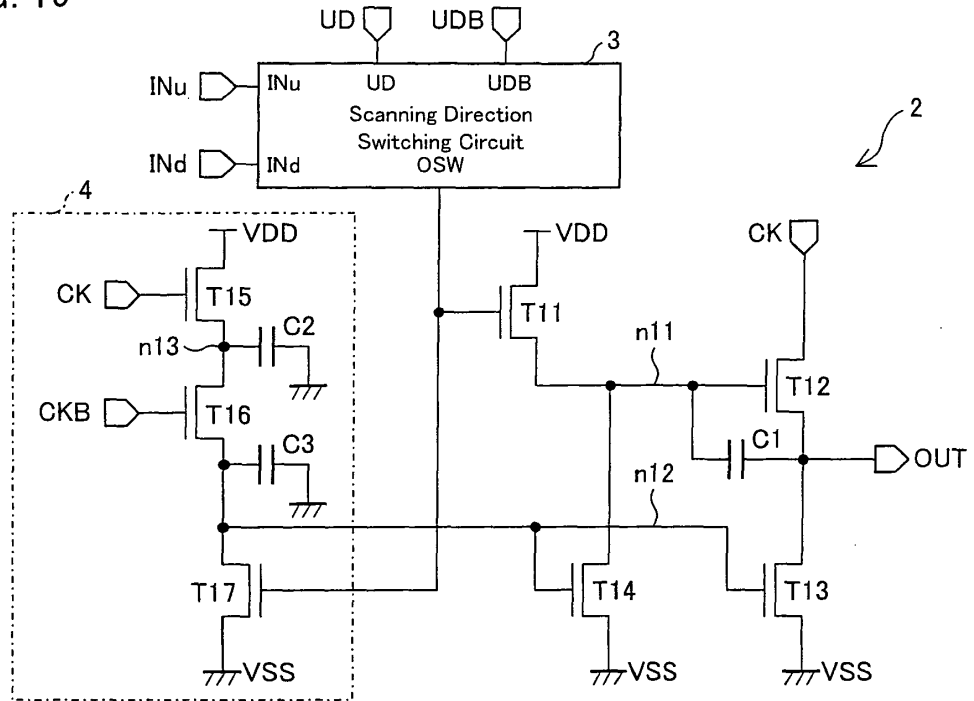 UD
UDB
3
INu
INu
UD
UDB
Scanning Direction
Switching Circuit
OSW
INd
INd
2
4
VDD
VDD
CK
CK
T15
T11
C2
n13
n11
CKB
T16
T12
C3
C1
OUT
n12
T17
T14
T13
VSS
VSS
VSS